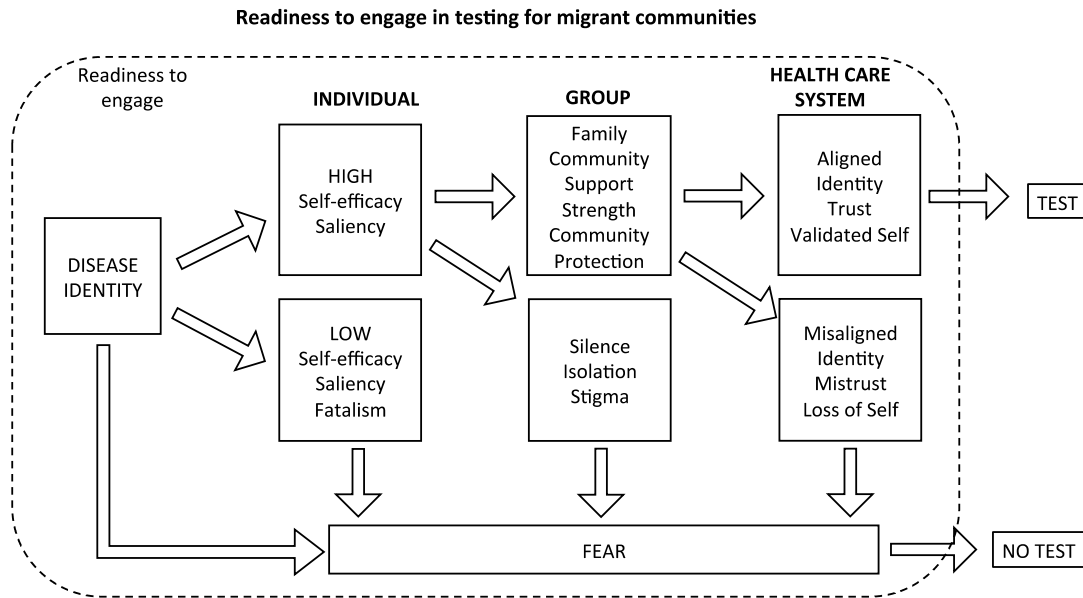 Readiness to engage in testing for migrant communities
Readiness to
engage
INDIVIDUAL
GROUP
HEALTH CARE
SYSTEM
DISEASE
IDENTITY
HIGH
Self-efficacy
Saliency
Family
Community
Support
Strength
Community
Protection
Aligned
Identity
Trust
Validated Self
TEST
LOW
Self-efficacy
Saliency
Fatalism
Silence
Isolation
Stigma
Misaligned
Identity
Mistrust
Loss of Self
FEAR
NO TEST